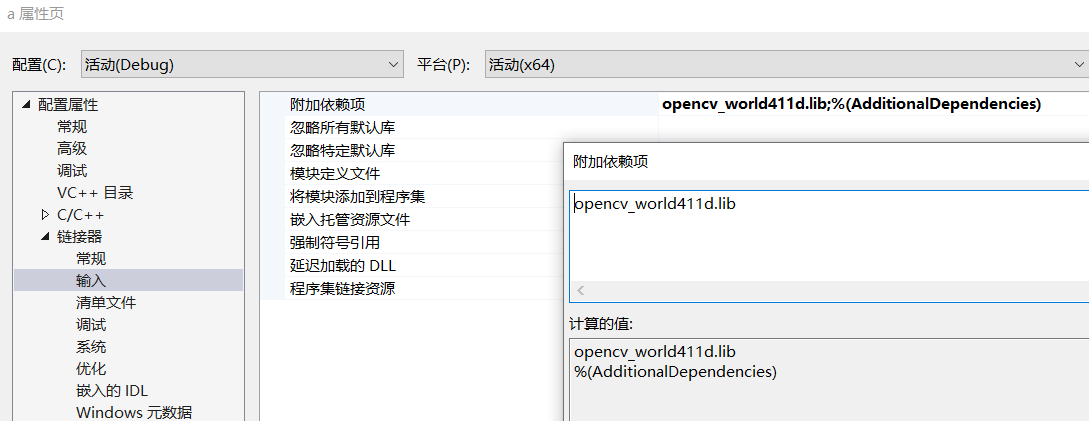 a 属性页
配置(C): 活动(Debug) 平台(P): 活动(x64)
配置属性
常规
高级
调试
VC++ 目录
C/C++
链接器
常规
输入
清单文件
调试
系统
优化
嵌入的 IDL
Windows 元数据
附加依赖项 opencv_world411d.lib;%(AdditionalDependencies)
忽略所有默认库
忽略特定默认库
模块定义文件
将模块添加到程序集
嵌入托管资源文件
强制符号引用
延迟加载的 DLL
程序集链接资源
附加依赖项
opencv_world411d.lib
计算的值:
opencv_world411d.lib
%(AdditionalDependencies)